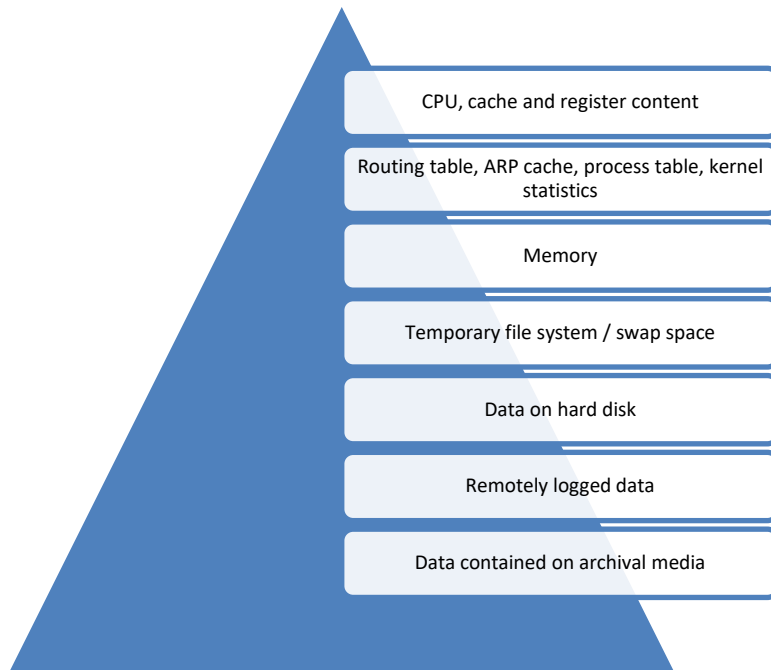 CPU, cache and register content
Routing table, ARP cache, process table, kernel
statistics
Memory
Temporary file system / swap space
Data on hard disk
Remotely logged data
Data contained on archival media